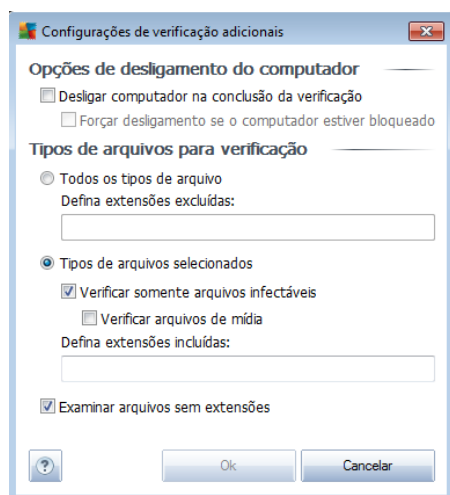 Configurações de verificação adicionais
Opções de desligamento do computador
Desligar computador na conclusão da verificação
Forçar desligamento se o computador estiver bloqueado
Tipos de arquivos para verificação
Todos os tipos de arquivo
Defina extensões excluídas:
Tipos de arquivos selecionados
Verificar somente arquivos infectáveis
Verificar arquivos de mídia
Defina extensões incluídas:
Examinar arquivos sem extensões
? Ok Cancelar